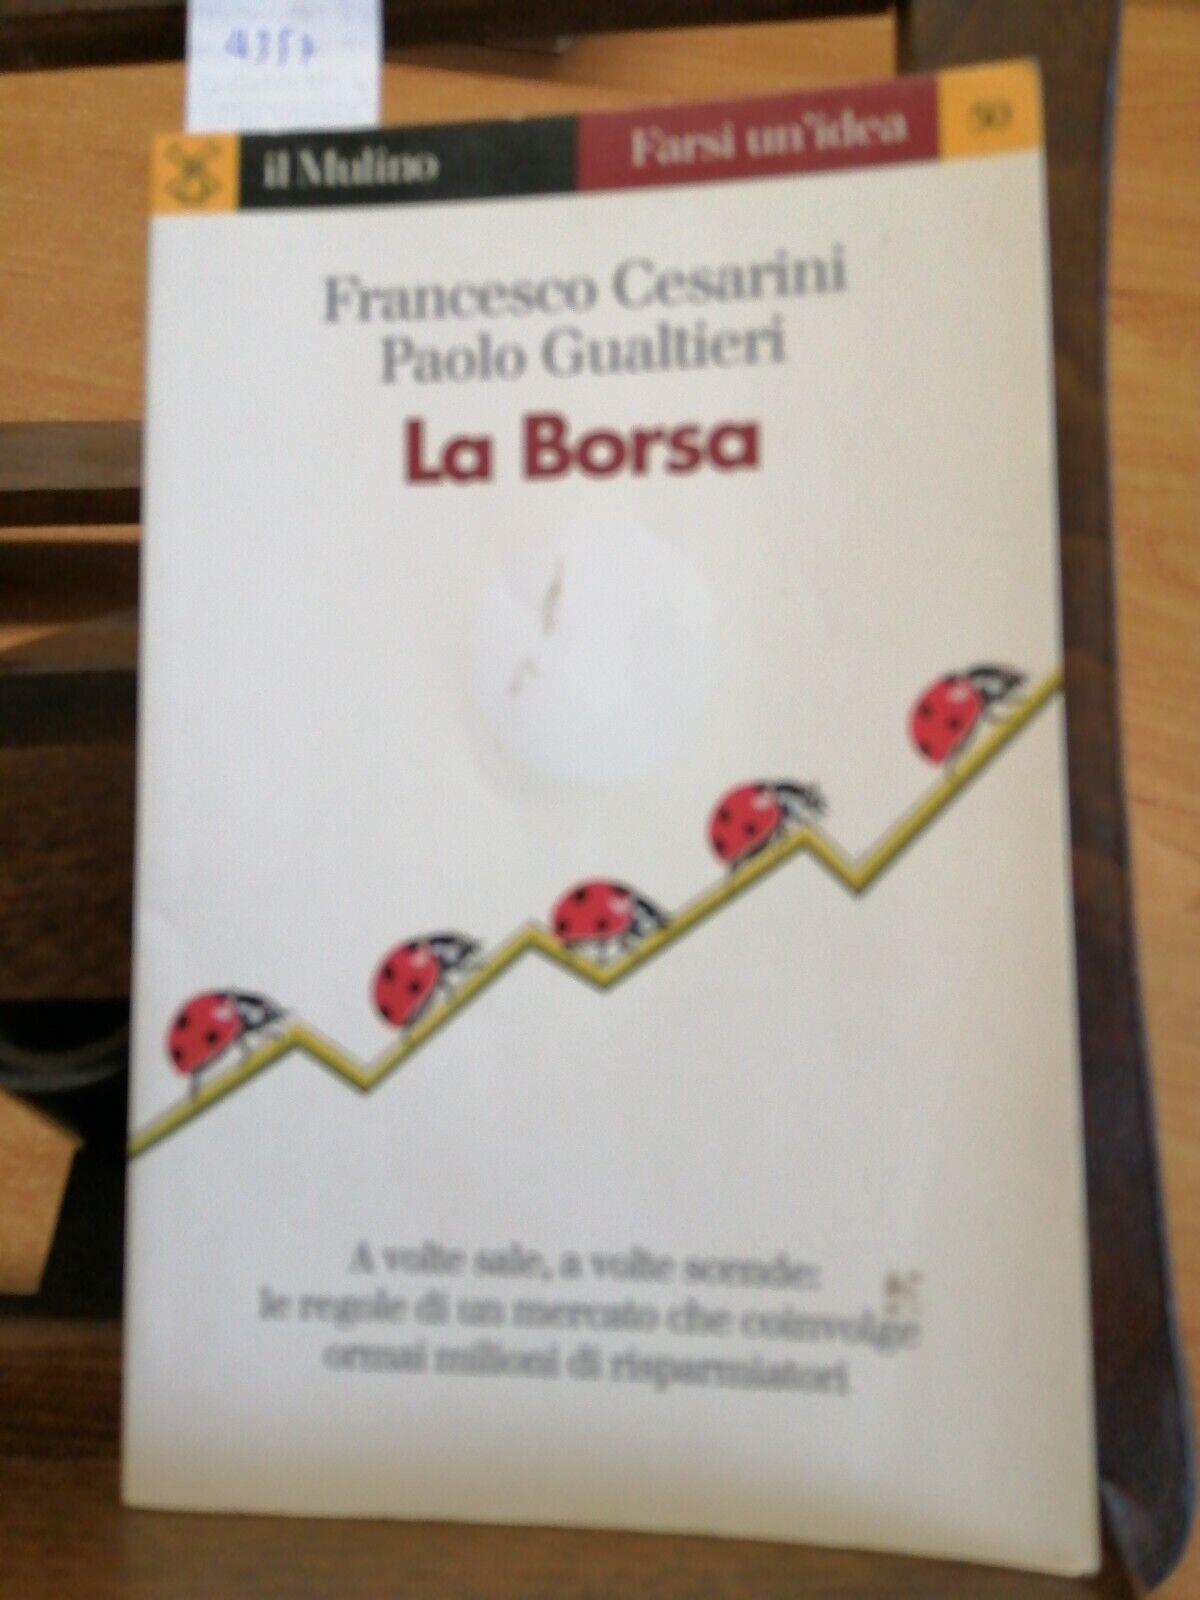 4357
il Mulino
Farsi un'idea
50
Francesco Cesarini
Paolo Gualtieri
La Borsa
A volte sale, a volte scende:
le regole di un mercato che coinvolge
ormai milioni di risparmiatori